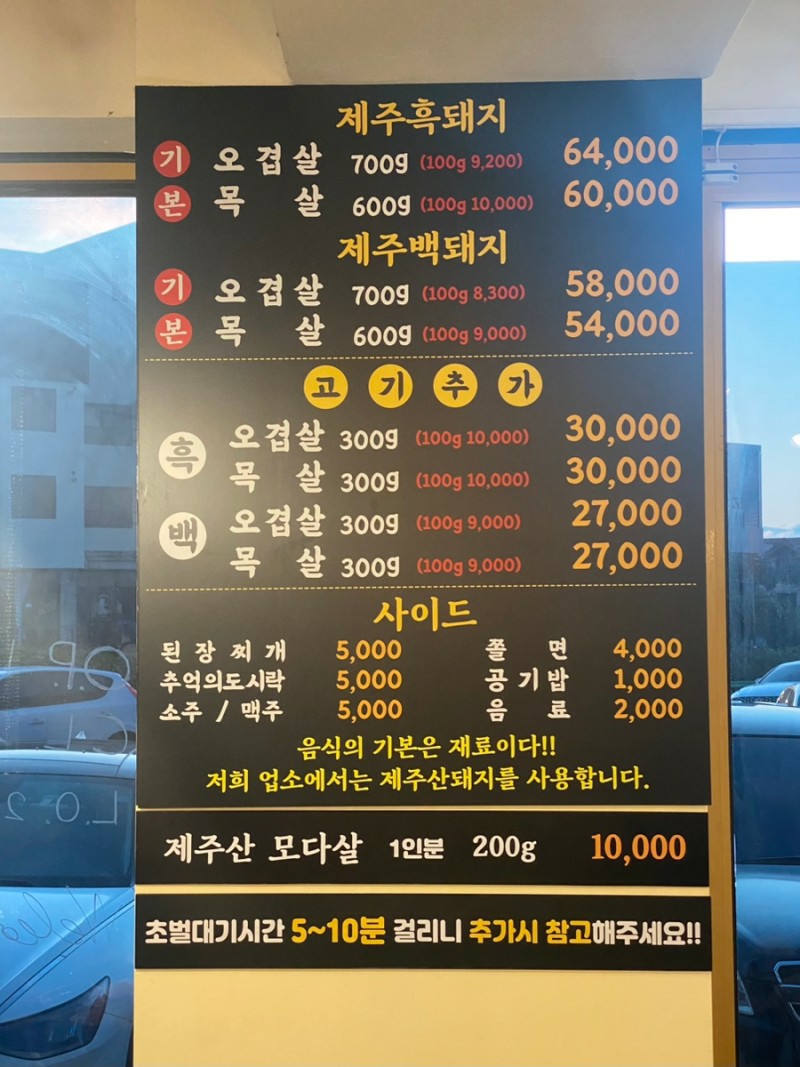 제주흑돼지
기 오겹살 700g (100g 9,200) 64,000
본 목 살 600g (100g 10,000) 60,000
제주백돼지
기 오겹살 700g (100g 8,300) 58,000
본 목 살 600g (100g 9,000) 54,000
고기추가
흑 오겹살 300g (100g 10,000) 30,000
목 살 300g (100g 10,000) 30,000
백 오겹살 300g (100g 9,000) 27,000
목 살 300g (100g 9,000) 27,000
사이드
된장찌개 5,000 쫄 면 4,000
추억의도시락 5,000 공기밥 1,000
소주 / 맥주 5,000 음 료 2,000
음식의 기본은 재료이다!!
저희 업소에서는 제주산돼지를 사용합니다.
제주산 모다살 1인분 200g 10,000
초벌대기시간 5~10분 걸리니 추가시 참고해주세요!!